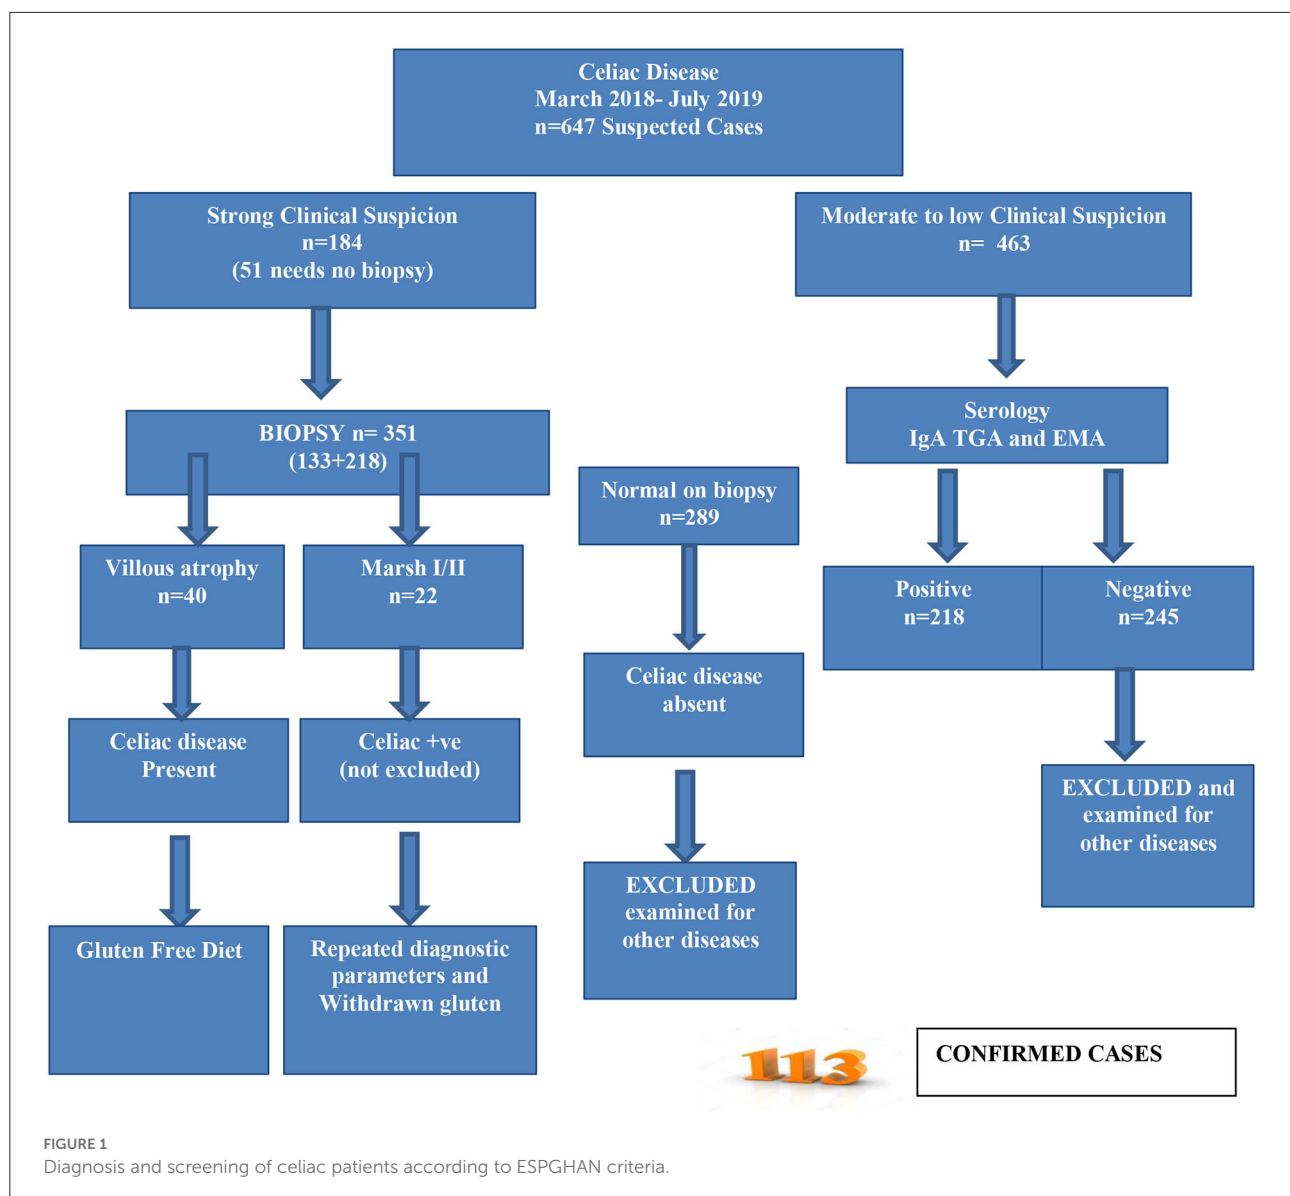 Celiac Disease
March 2018- July 2019
n=647 Suspected Cases
Strong Clinical Suspicion
n=184
(51 needs no biopsy)
Moderate to low Clinical Suspicion
n= 463
BIOPSY n= 351
(133+218)
Serology
IgA TGA and EMA
Normal on biopsy
n=289
Villous atrophy
n=40
Marsh I/II
n=22
Positive
n=218
Negative
n=245
Celiac disease
absent
Celiac disease
Present
Celiac +ve
(not excluded)
EXCLUDED and
examined for
other diseases
EXCLUDED
examined for
other diseases
Gluten Free Diet
Repeated diagnostic
parameters and
Withdrawn gluten
113
CONFIRMED CASES
FIGURE 1
Diagnosis and screening of celiac patients according to ESPGHAN criteria.